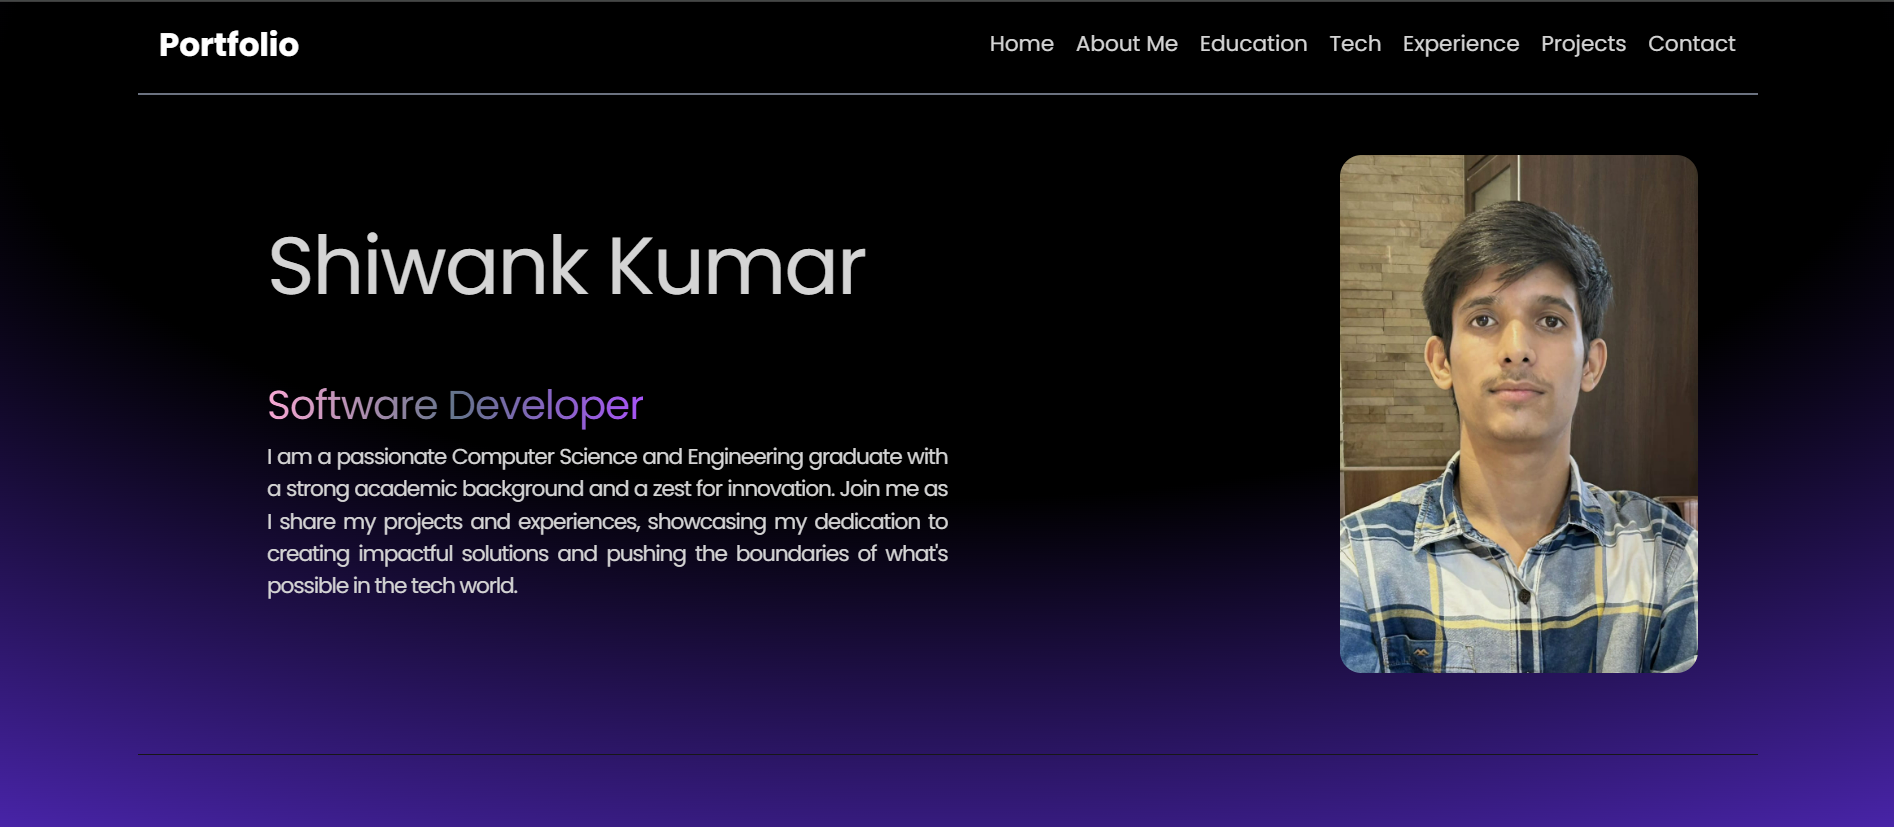 Portfolio
Home About Me Education Tech Experience Projects Contact
Shiwank Kumar
Software Developer
I am a passionate Computer Science and Engineering graduate with
a strong academic background and a zest for innovation. Join me as
I share my projects and experiences, showcasing my dedication to
creating impactful solutions and pushing the boundaries of what's
possible in the tech world.